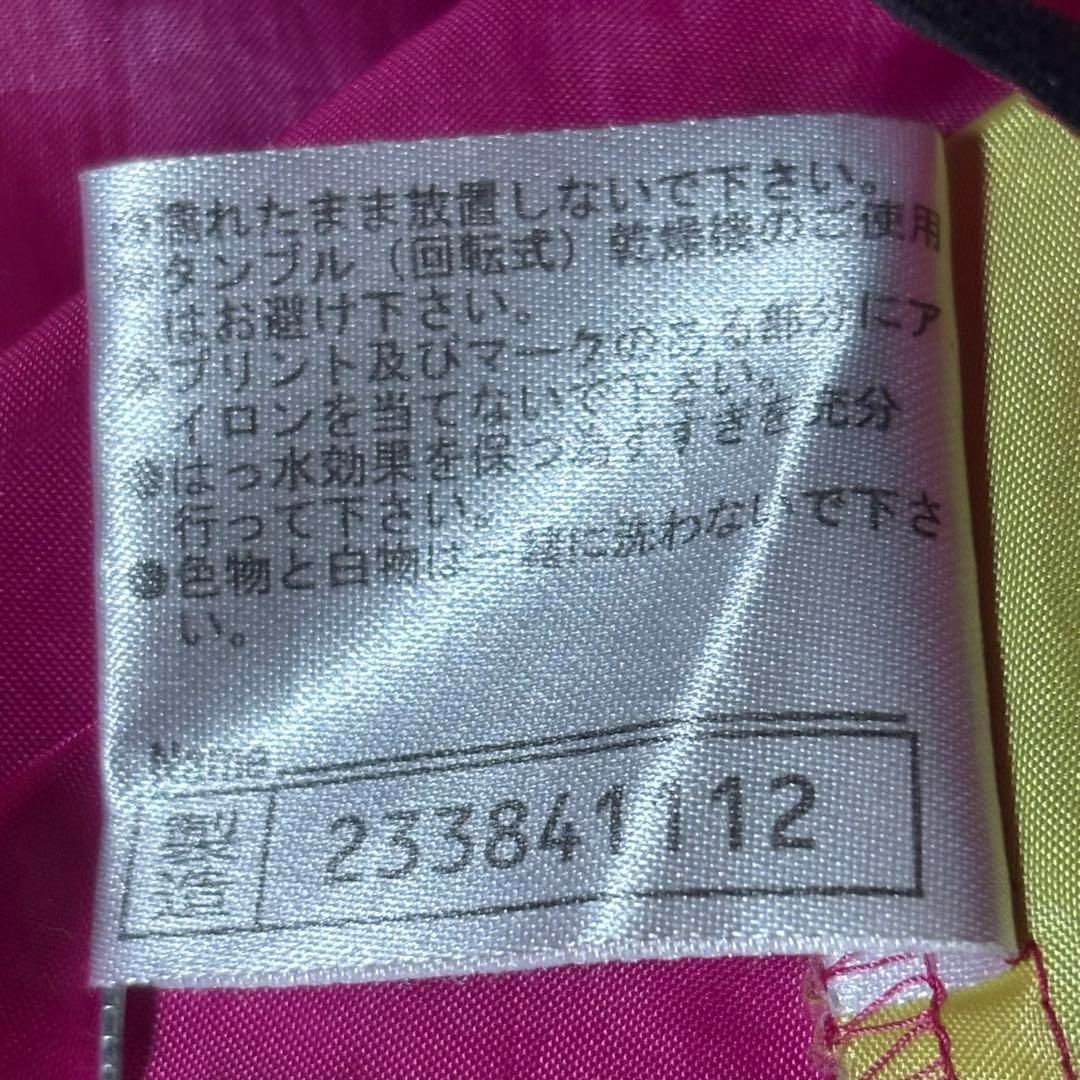 ●濡れたまま放置しないで下さい。
タンブル（回転式）乾燥後のご使用
はお避け下さい。
●プリント及びマークのある部分にア
イロンを当てないで下さい。
●はっ水効果を保つ為すすぎを充分
行って下さい。
●色物と白物は一緒に洗わないで下さ
い。
Name
製造 233841112